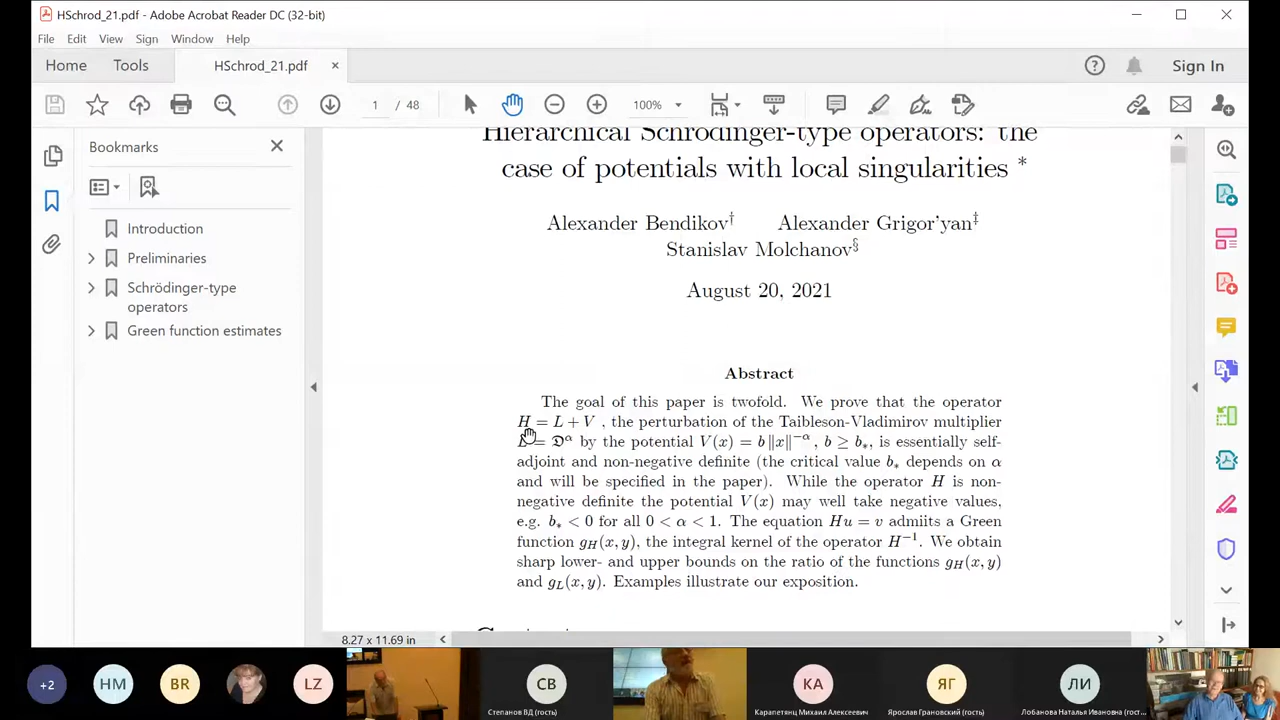 HSchrod_21.pdf - Adobe Acrobat Reader DC (32-bit)
File Edit View Sign Window Help
Home Tools HSchrod_21.pdf × Sign In
1 / 48 100%
Bookmarks
Introduction
Preliminaries
Schrödinger-type
operators
Green function estimates
Hierarchical Schrödinger-type operators: the
case of potentials with local singularities *
Alexander Bendikov† Alexander Grigor'yan‡
Stanislav Molchanov§
August 20, 2021
Abstract
The goal of this paper is twofold. We prove that the operator
H = L + V , the perturbation of the Taibleson-Vladimirov multiplier
L = 𝔇^α by the potential V(x) = b‖x‖^−α, b ≥ b*, is essentially self-
adjoint and non-negative definite (the critical value b* depends on α
and will be specified in the paper). While the operator H is non-
negative definite the potential V(x) may well take negative values,
e.g. b* < 0 for all 0 < α < 1. The equation Hu = v admiits a Green
function g_H(x, y), the integral kernel of the operator H^−1. We obtain
sharp lower- and upper bounds on the ratio of the functions g_H(x, y)
and g_L(x, y). Examples illustrate our exposition.
8.27 x 11.69 in
+2 HM BR LZ СВ КА ЯГ ЛИ
Степанов ВД (гость) Карапетянц Михаил Алексеевич Ярослав Грановский (гость) Лобанова Наталья Ивановна (гост...